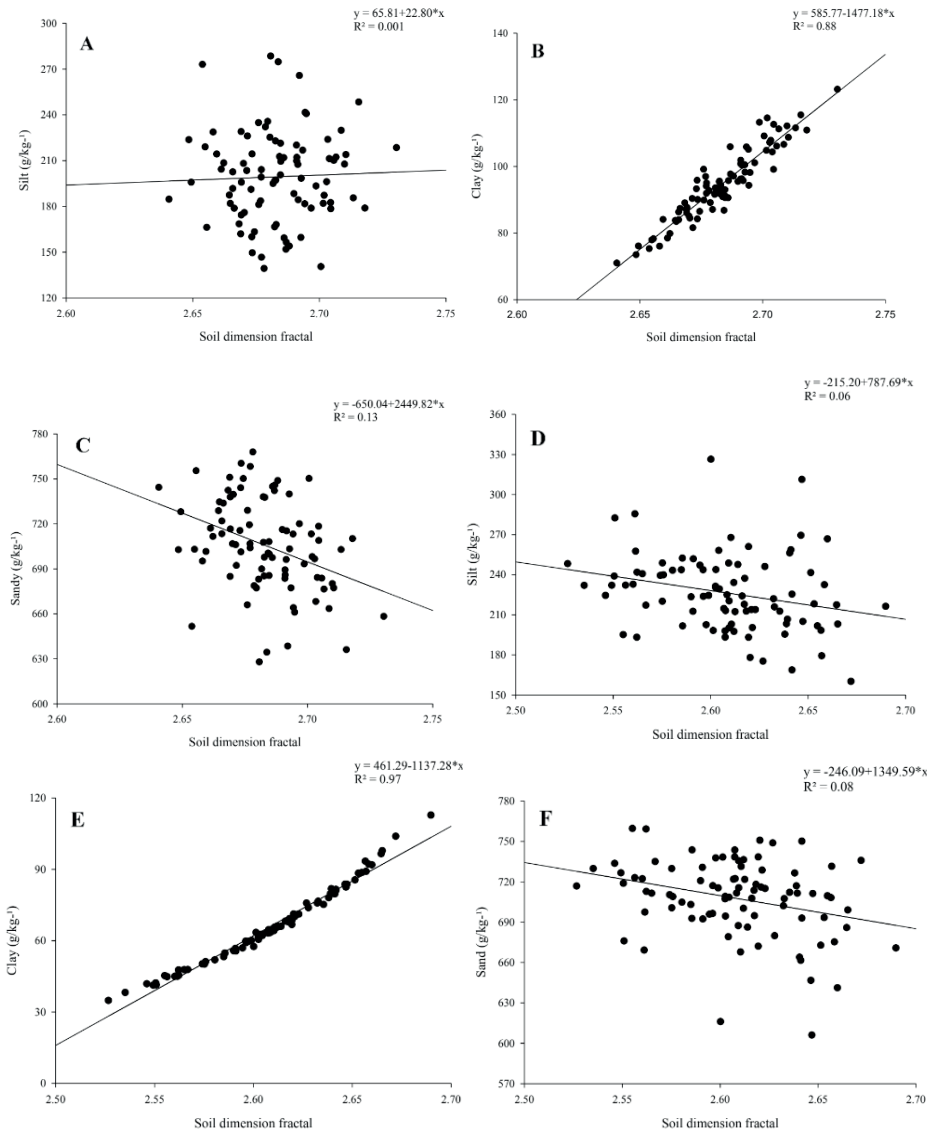 y = 65.81+22.80*x
R² = 0.001
A
300
270
240
210
180
150
120
Silt (g/kg⁻¹)
2.60
2.65
2.70
2.75
Soil dimension fractal
y = 585.77-1477.18*x
R² = 0.88
B
140
120
100
80
60
Clay (g/kg⁻¹)
2.60
2.65
2.70
2.75
Soil dimension fractal
y = -650.04+2449.82*x
R² = 0.13
C
780
750
720
690
660
630
600
Sandy (g/kg⁻¹)
2.60
2.65
2.70
2.75
Soil dimension fractal
y = -215.20+787.69*x
R² = 0.06
D
360
330
300
270
240
210
180
150
Silt (g/kg⁻¹)
2.50
2.55
2.60
2.65
2.70
Soil dimension fractal
y = 461.29-1137.28*x
R² = 0.97
E
120
90
60
30
0
Clay (g/kg⁻¹)
2.50
2.55
2.60
2.65
2.70
Soil dimension fractal
y = -246.09+1349.59*x
R² = 0.08
F
780
750
720
690
660
630
600
570
Sand (g/kg⁻¹)
2.50
2.55
2.60
2.65
2.70
Soil dimension fractal